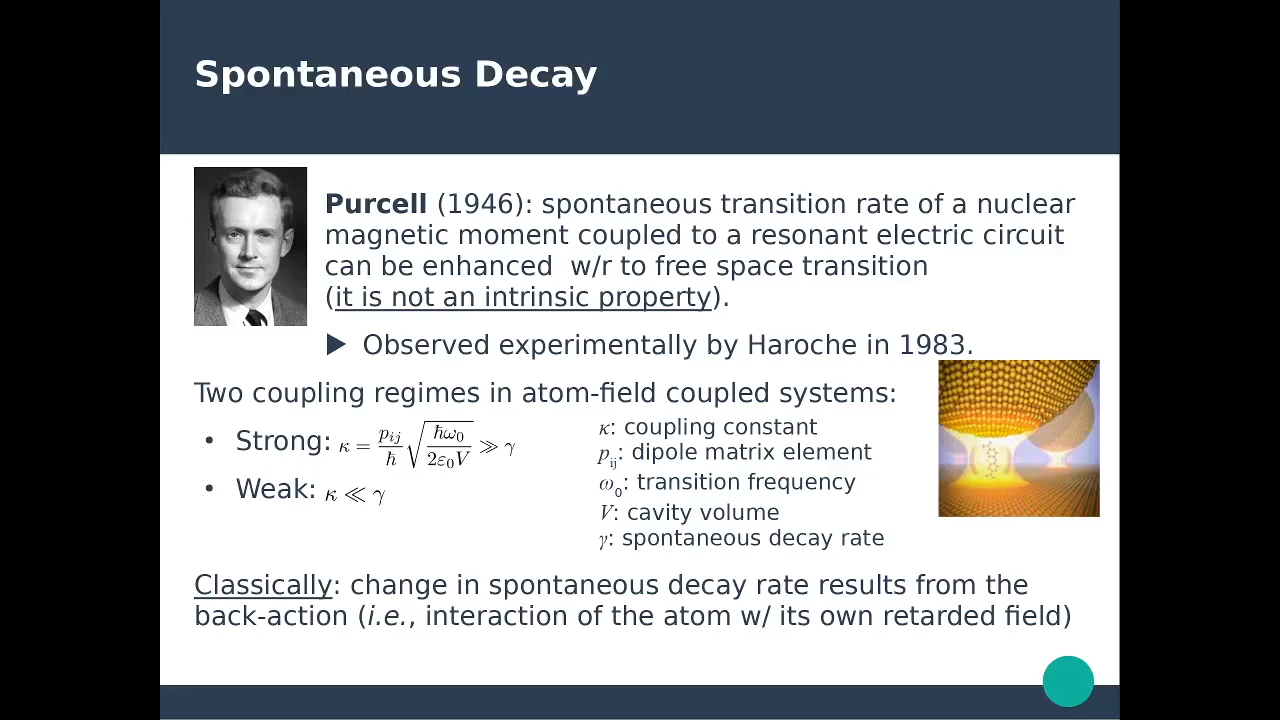 Spontaneous Decay
Purcell (1946): spontaneous transition rate of a nuclear
magnetic moment coupled to a resonant electric circuit
can be enhanced  w/r to free space transition
(it is not an intrinsic property).
▶ Observed experimentally by Haroche in 1983.
Two coupling regimes in atom-field coupled systems:
• Strong: κ = p_ij/ħ √(ħω₀/2ε₀V) ≫ γ
• Weak: κ ≪ γ
κ: coupling constant
p_ij: dipole matrix element
ω₀: transition frequency
V: cavity volume
γ: spontaneous decay rate
Classically: change in spontaneous decay rate results from the
back-action (i.e., interaction of the atom w/ its own retarded field)